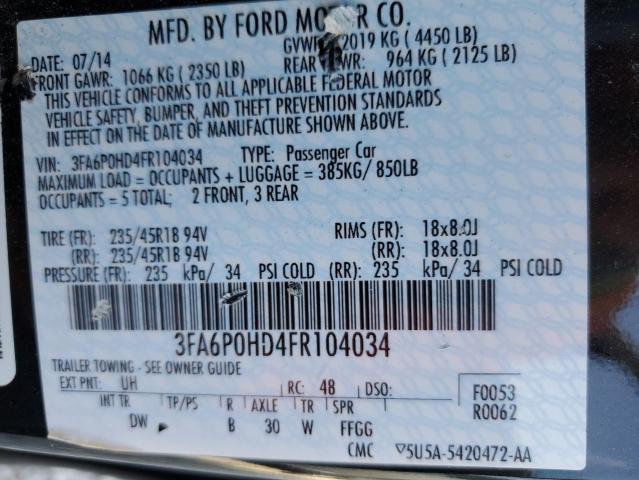 MFD. BY FORD MOTOR CO.
DATE: 07/14
GVWR: 2019 KG ( 4450 LB)
FRONT GAWR: 1066 KG ( 2350 LB)
REAR GAWR: 964 KG ( 2125 LB)
THIS VEHICLE CONFORMS TO ALL APPLICABLE FEDERAL MOTOR
VEHICLE SAFETY, BUMPER, AND THEFT PREVENTION STANDARDS
IN EFFECT ON THE DATE OF MANUFACTURE SHOWN ABOVE.
VIN: 3FA6P0HD4FR104034 TYPE: Passenger Car
MAXIMUM LOAD = OCCUPANTS + LUGGAGE = 385KG/ 850LB
OCCUPANTS = 5 TOTAL; 2 FRONT, 3 REAR
TIRE (FR): 235/45R18 94V RIMS (FR): 18x8.0J
(RR): 235/45R18 94V (RR): 18x8.0J
PRESSURE (FR): 235 kPa/ 34 PSI COLD (RR): 235 kPa/ 34 PSI COLD
3FA6P0HD4FR104034
TRAILER TOWING - SEE OWNER GUIDE
EXT PNT: UH RC: 48 DSO: F0053
INT TR TP/PS R AXLE TR SPR R0062
DW B 30 W FFGG
CMC ▽5U5A-5420472-AA